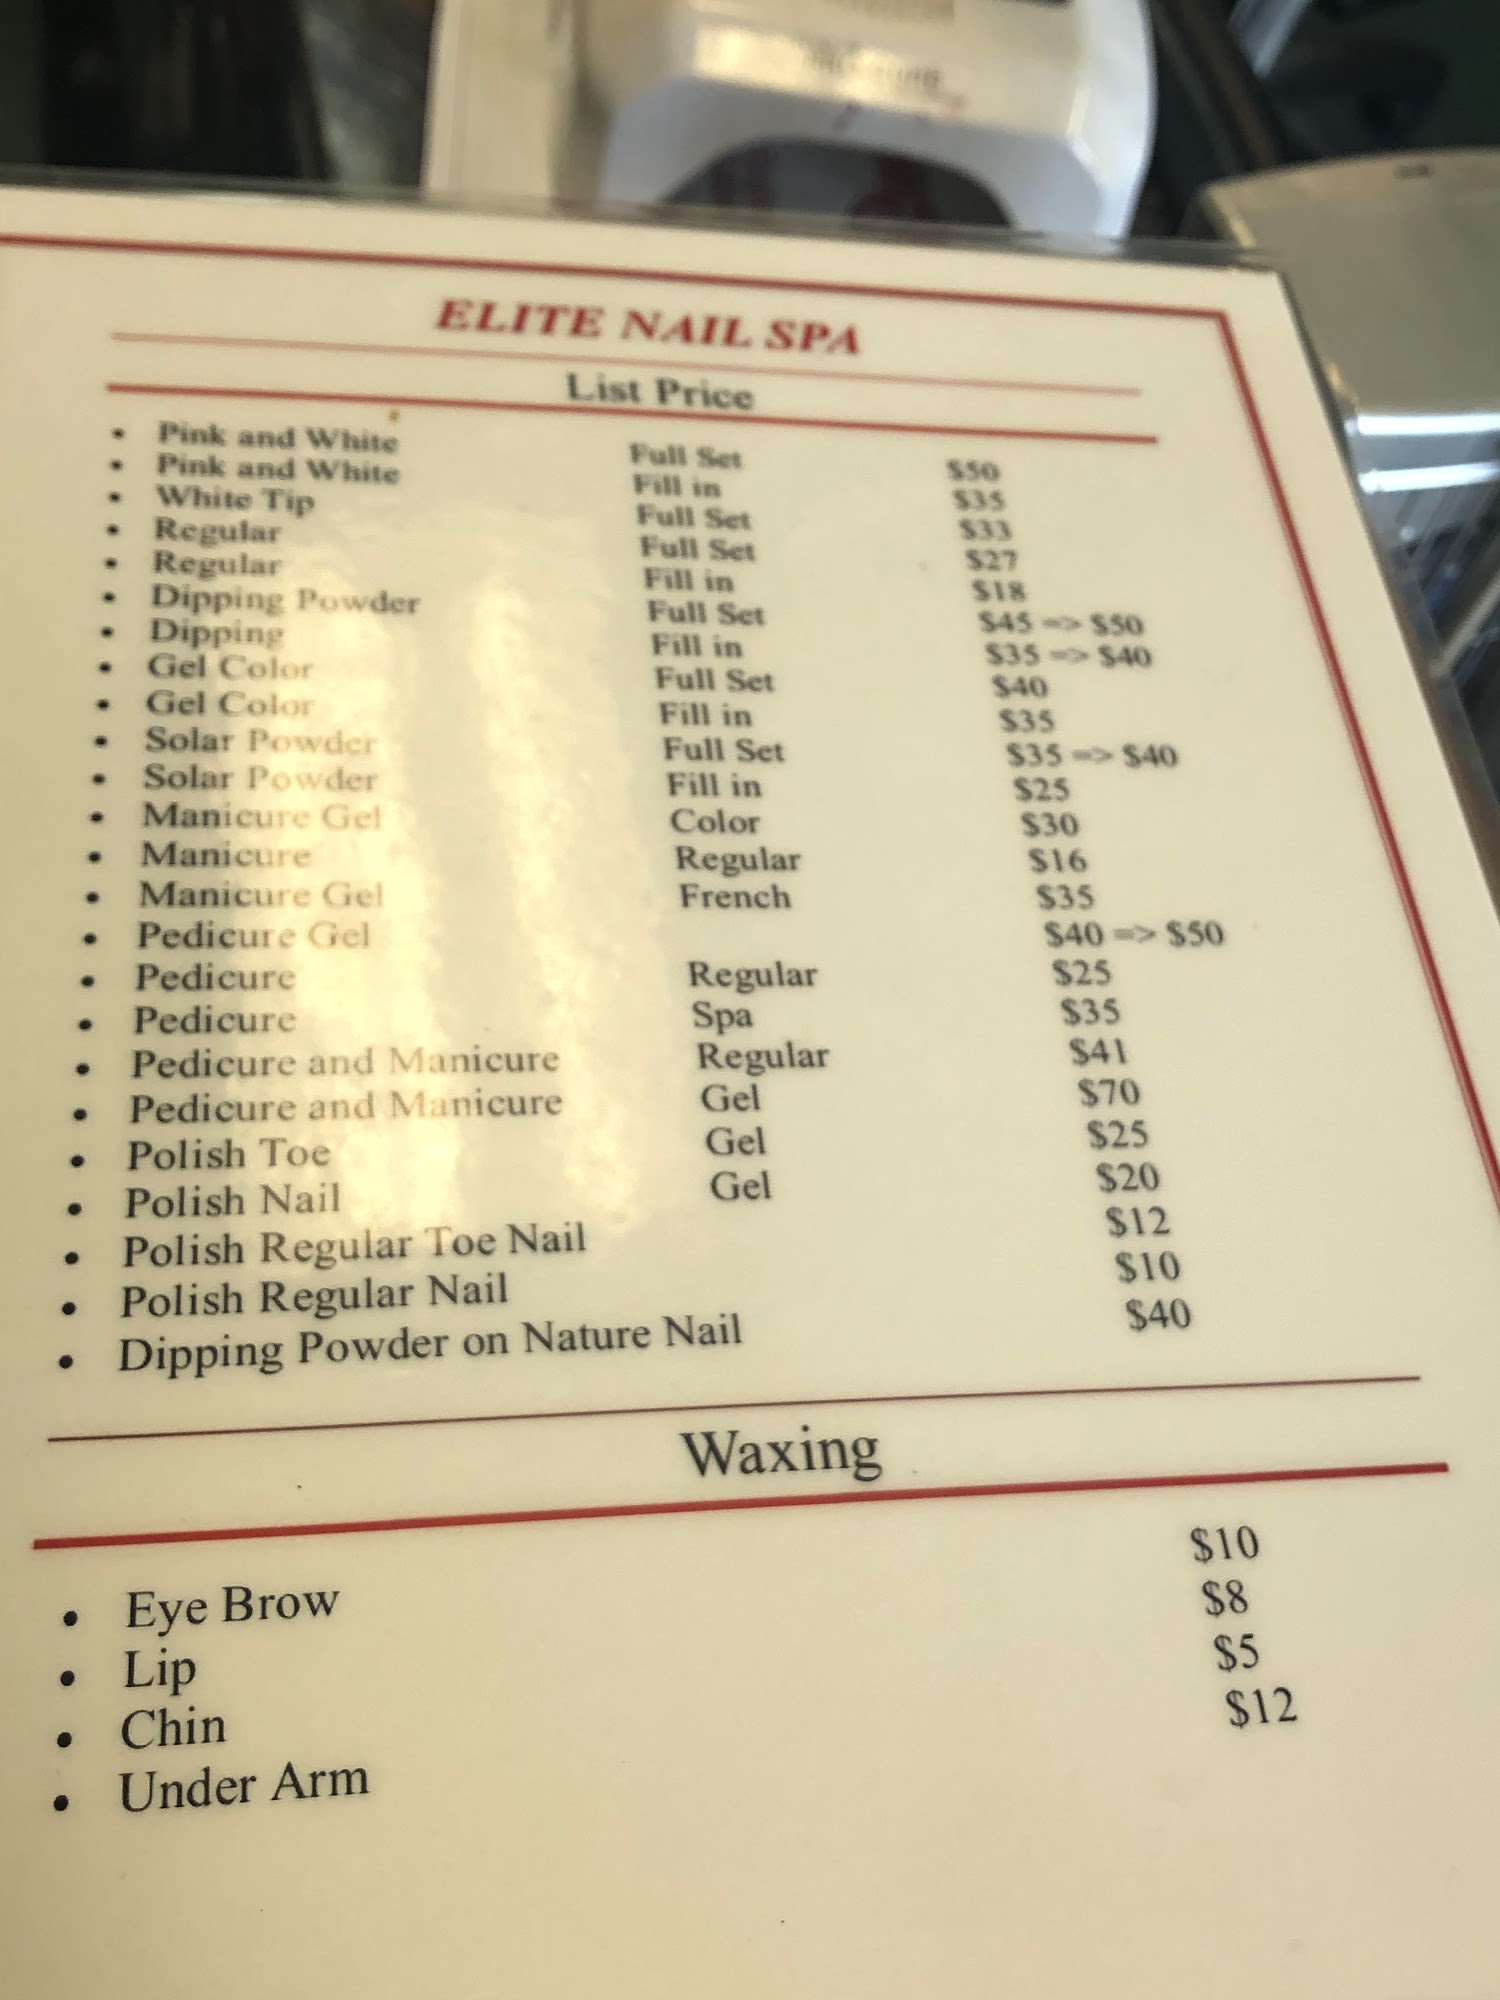 ELITE NAIL SPA
List Price
• Pink and White Full Set $50
• Pink and White Fill in $35
• White Tip Full Set $33
• Regular Full Set $27
• Regular Fill in $18
• Dipping Powder Full Set $45 => $50
• Dipping Fill in $35 => $40
• Gel Color Full Set $40
• Gel Color Fill in $35
• Solar Powder Full Set $35 => $40
• Solar Powder Fill in $25
• Manicure Gel Color $30
• Manicure Regular $16
• Manicure Gel French $35
• Pedicure Gel $40 => $50
• Pedicure Regular $25
• Pedicure Spa $35
• Pedicure and Manicure Regular $41
• Pedicure and Manicure Gel $70
• Polish Toe Gel $25
• Polish Nail Gel $20
• Polish Regular Toe Nail $12
• Polish Regular Nail $10
• Dipping Powder on Nature Nail $40
Waxing
• Eye Brow $10
• Lip $8
• Chin $5
• Under Arm $12